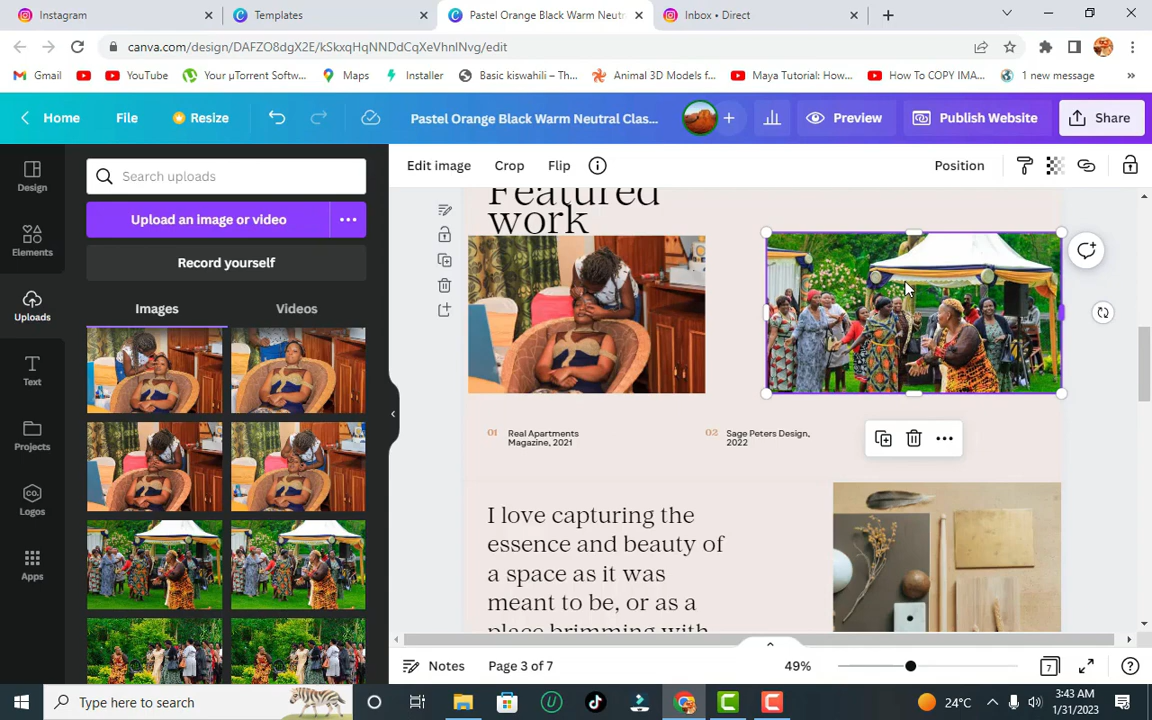 Instagram
Templates
Pastel Orange Black Warm Neutr
Inbox • Direct
canva.com/design/DAFZO8dgX2E/kSkxqHqNNDdCqXeVhnlNvg/edit
Gmail
YouTube
Your µTorrent Softw...
Maps
Installer
Basic kiswahili – Th...
Animal 3D Models f...
Maya Tutorial: How...
How To COPY IMA...
1 new message
Home
File
Resize
Pastel Orange Black Warm Neutral Clas...
Preview
Publish Website
Share
Design
Elements
Uploads
Text
Projects
Logos
Apps
CO.
Search uploads
Upload an image or video
Record yourself
Images
Videos
Edit image
Crop
Flip
Position
Featured
work
01
Real Apartments
Magazine, 2021
02
Sage Peters Design,
2022
I love capturing the
essence and beauty of
a space as it was
meant to be, or as a
place brimming with
Notes
Page 3 of 7
49%
7
Type here to search
24°C
3:43 AM
1/31/2023